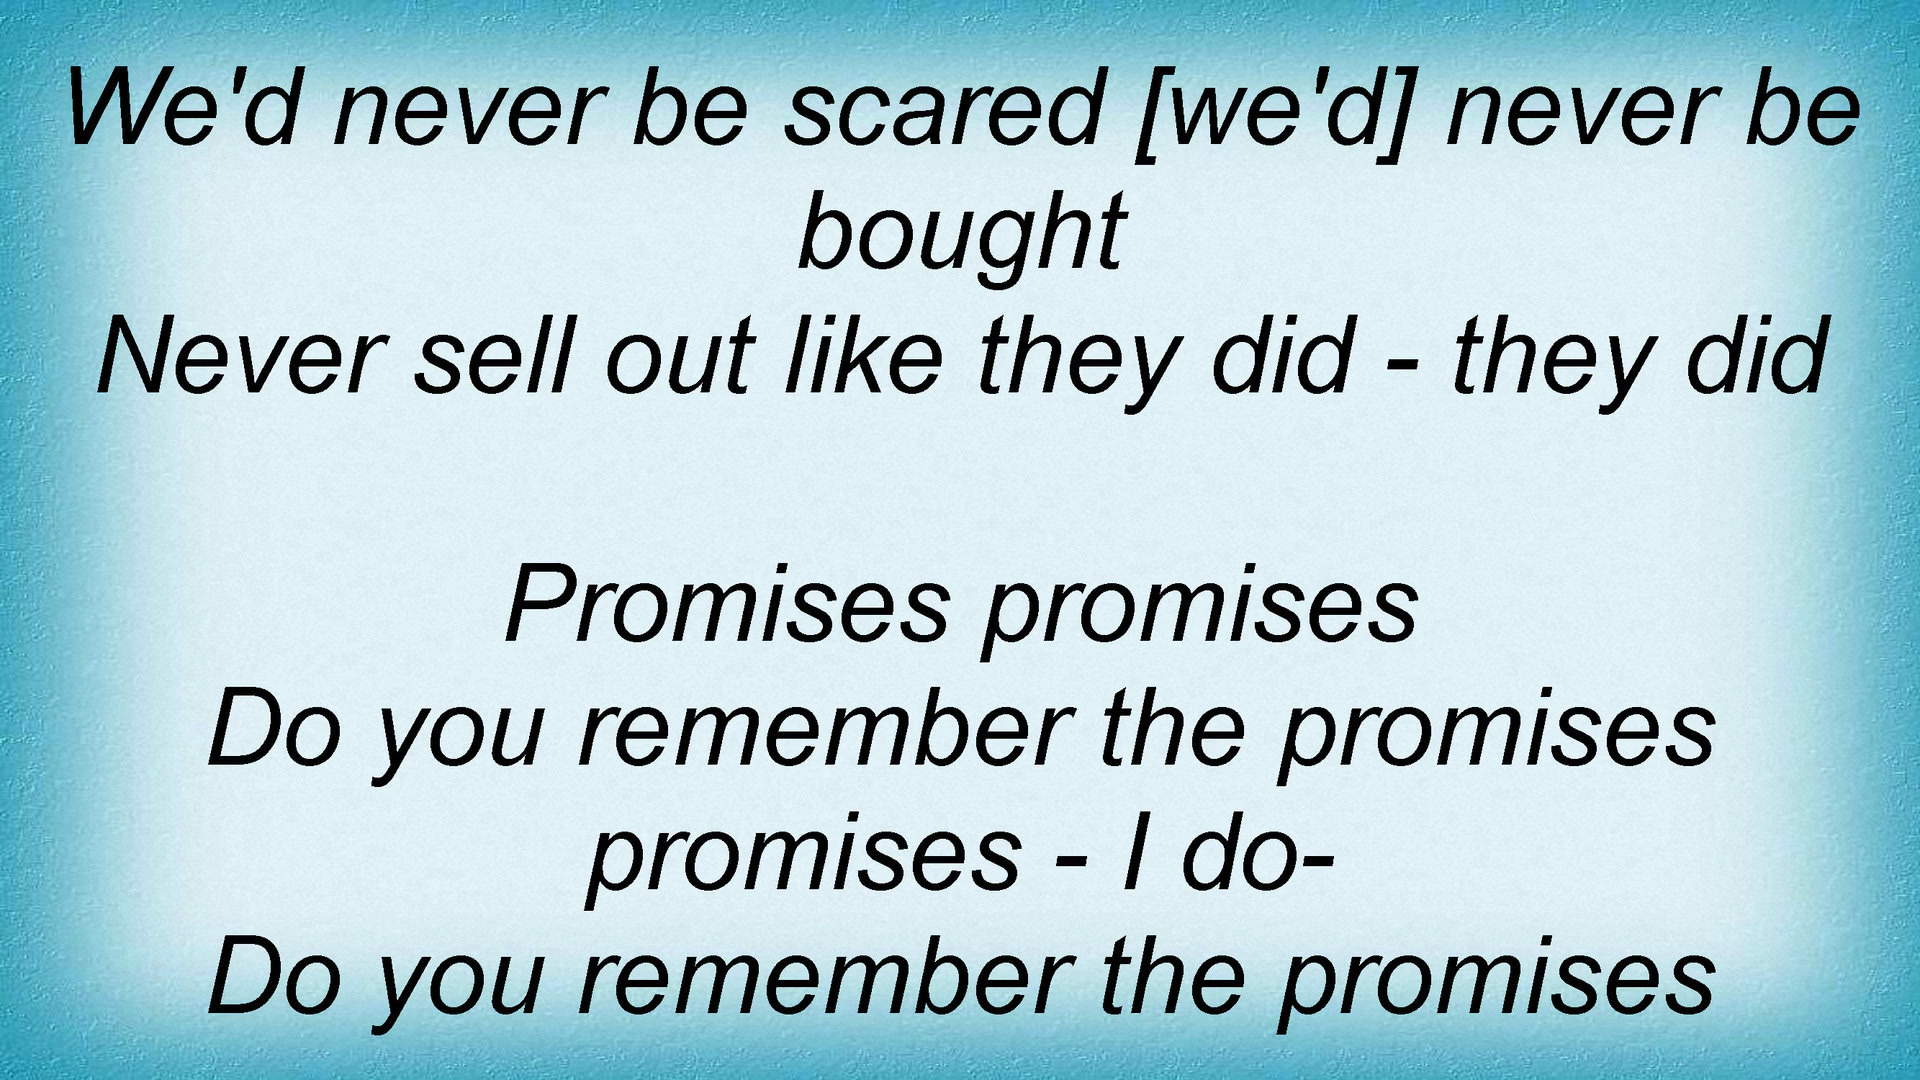 We'd never be scared [we'd] never be
bought
Never sell out like they did - they did
Promises promises
Do you remember the promises
promises - I do-
Do you remember the promises